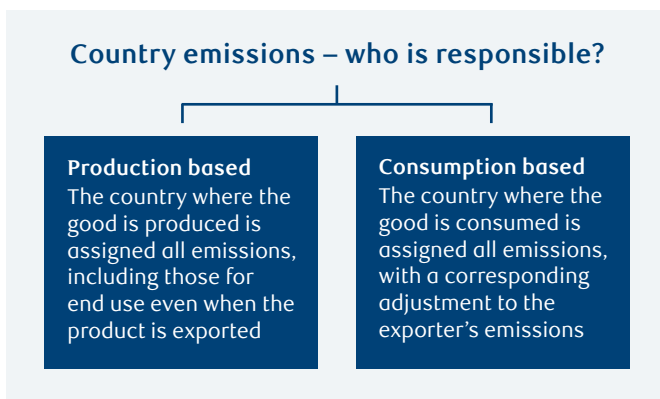 Country emissions – who is responsible?
Production based
The country where the
good is produced is
assigned all emissions,
including those for
end use even when the
product is exported
Consumption based
The country where the
good is consumed is
assigned all emissions,
with a corresponding
adjustment to the
exporter’s emissions